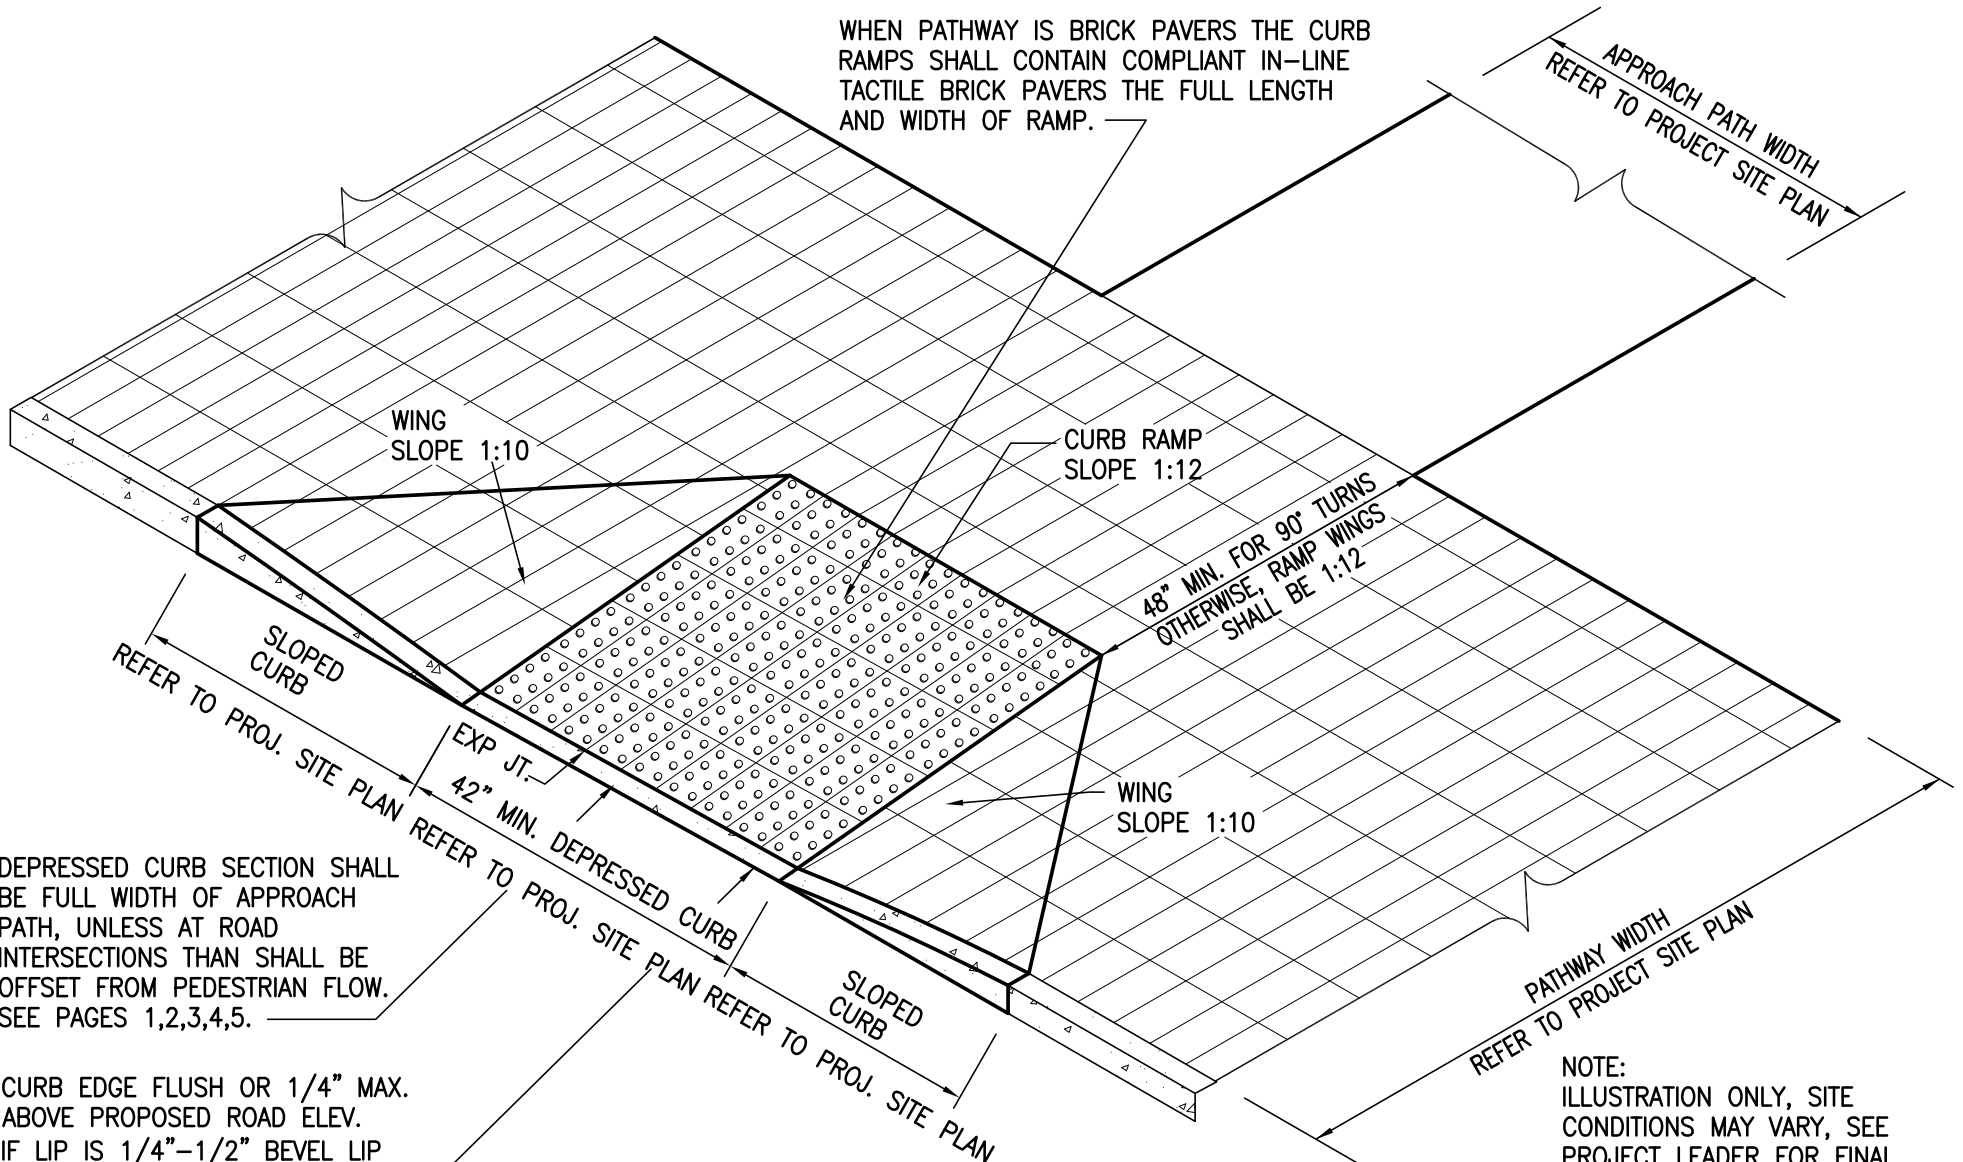 WHEN PATHWAY IS BRICK PAVERS THE CURB
RAMPS SHALL CONTAIN COMPLIANT IN-LINE
TACTILE BRICK PAVERS THE FULL LENGTH
AND WIDTH OF RAMP.
APPROACH PATH WIDTH
REFER TO PROJECT SITE PLAN
WING
SLOPE 1:10
CURB RAMP
SLOPE 1:12
48" MIN. FOR 90° TURNS
OTHERWISE, RAMP WINGS
SHALL BE 1:12
SLOPED
CURB
REFER TO PROJ. SITE PLAN
EXP JT.
42" MIN. DEPRESSED CURB
REFER TO PROJ. SITE PLAN
WING
SLOPE 1:10
SLOPED
CURB
REFER TO PROJ. SITE PLAN
PATHWAY WIDTH
REFER TO PROJECT SITE PLAN
DEPRESSED CURB SECTION SHALL
BE FULL WIDTH OF APPROACH
PATH, UNLESS AT ROAD
INTERSECTIONS THAN SHALL BE
OFFSET FROM PEDESTRIAN FLOW.
SEE PAGES 1,2,3,4,5.
CURB EDGE FLUSH OR 1/4" MAX.
ABOVE PROPOSED ROAD ELEV.
IF LIP IS 1/4"-1/2" BEVEL LIP
NOTE:
ILLUSTRATION ONLY, SITE
CONDITIONS MAY VARY, SEE
PROJECT LEADER FOR FINAL